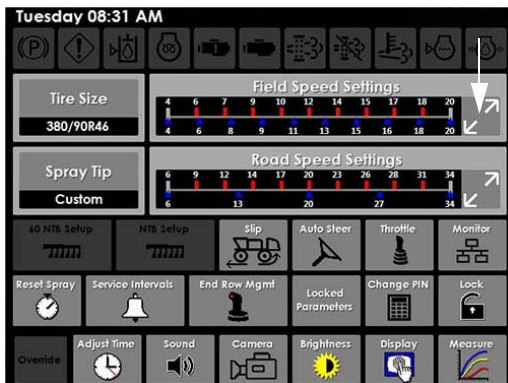 Tuesday 08:31 AM
Tire Size
380/90R46
Field Speed Settings
4 6 7 9 10 12 14 15 17 18 20
4 6 8 9 11 13 15 16 18 20
Spray Tip
Custom
Road Speed Settings
6 9 12 14 17 20 23 26 28 31 34
6 13 20 27 34
60 NTB Setup
NTB Setup
Slip
Auto Steer
Throttle
Monitor
Reset Spray
Service Intervals
End Row Mgmt
Locked
Parameters
Change PIN
Lock
Override
Adjust Time
Sound
Camera
Brightness
Display
Measure